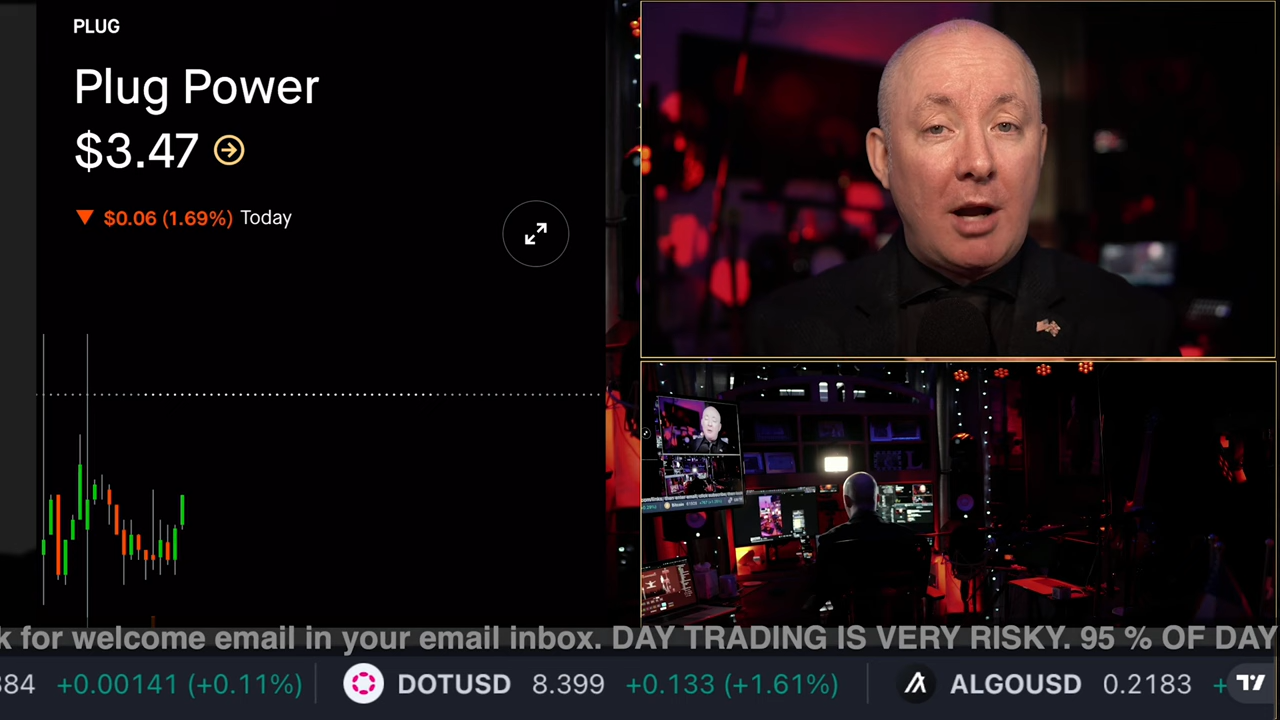 PLUG
Plug Power
$3.47
$0.06 (1.69%) Today
k for welcome email in your email inbox. DAY TRADING IS VERY RISKY. 95 % OF DAY
384 +0.00141 (+0.11%) DOTUSD 8.399 +0.133 (+1.61%) ALGOUSD 0.2183 +